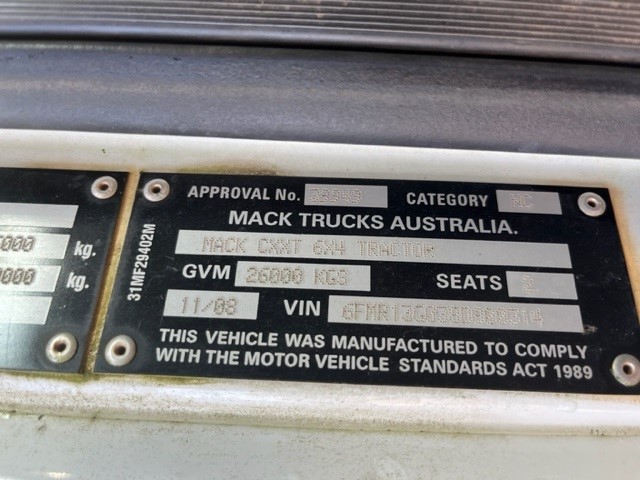 APPROVAL No. CATEGORY NC
MACK TRUCKS AUSTRALIA.
MACK CXXT 6X4 TRACTOR
GVM 26000 KGS SEATS
11/08 VIN
THIS VEHICLE WAS MANUFACTURED TO COMPLY
WITH THE MOTOR VEHICLE STANDARDS ACT 1989
31MF29402M
kg.
kg.